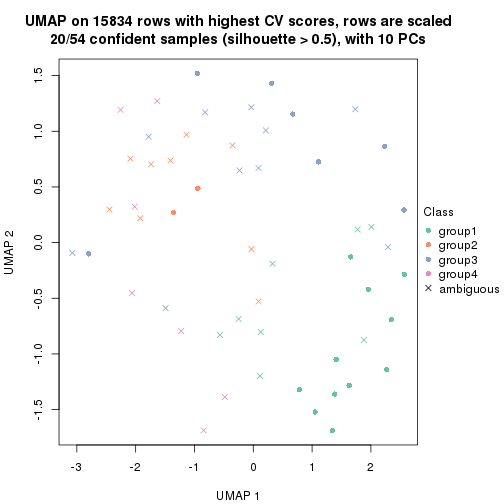 UMAP on 15834 rows with highest CV scores, rows are scaled
20/54 confident samples (silhouette > 0.5), with 10 PCs
1.5
1.0
0.5
0.0
-0.5
-1.0
-1.5
UMAP 2
-3 -2 -1 0 1 2
UMAP 1
Class
group1
group2
group3
group4
ambiguous